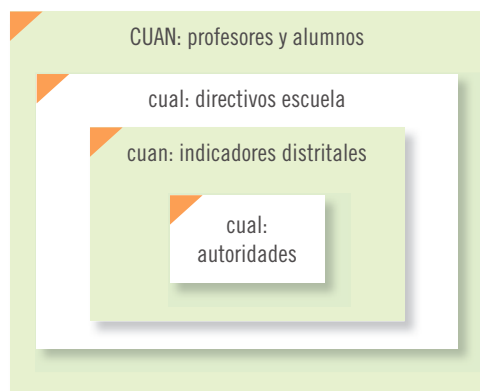 CUAN: profesores y alumnos
cual: directivos escuela
cuan: indicadores distritales
cual:
autoridades